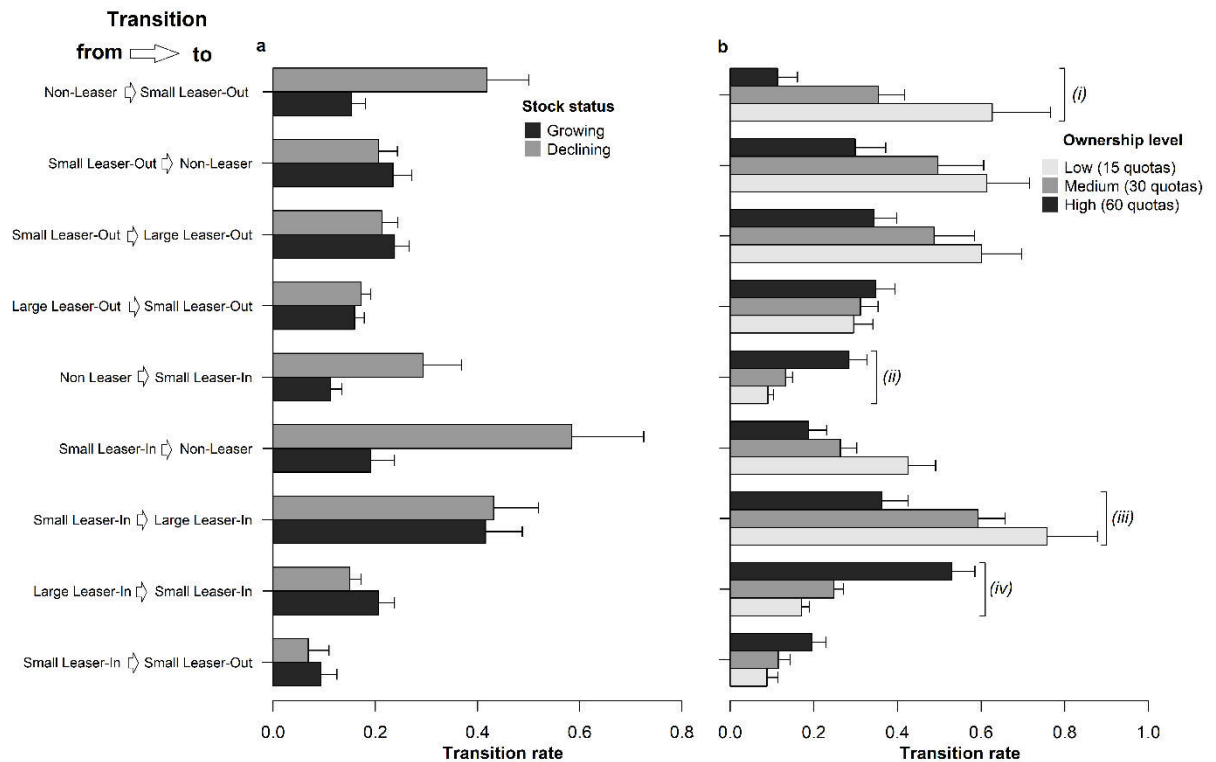 Transition
from to
a
Non-Leaser Small Leaser-Out
Small Leaser-Out Non-Leaser
Small Leaser-Out Large Leaser-Out
Large Leaser-Out Small Leaser-Out
Non Leaser Small Leaser-In
Small Leaser-In Non-Leaser
Small Leaser-In Large Leaser-In
Large Leaser-In Small Leaser-In
Small Leaser-In Small Leaser-Out
Stock status
Growing
Declining
0.0 0.2 0.4 0.6 0.8
Transition rate
b
(i)
Ownership level
Low (15 quotas)
Medium (30 quotas)
High (60 quotas)
(ii)
(iii)
(iv)
0.0 0.2 0.4 0.6 0.8 1.0
Transition rate